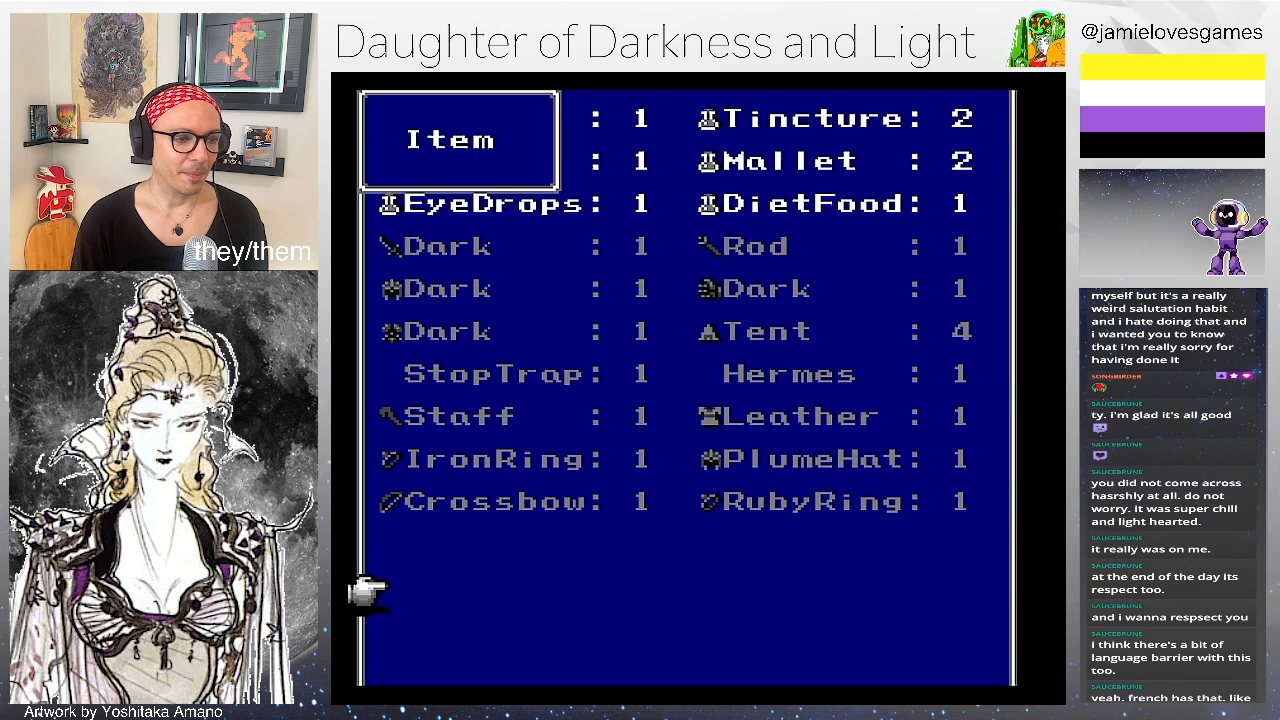 Daughter of Darkness and Light
@jamielovesgames
they/them
Item
: 1 Tincture: 2
: 1 Mallet : 2
EyeDrops: 1 DietFood: 1
Dark : 1 Rod : 1
Dark : 1 Dark : 1
Dark : 1 Tent : 4
StopTrap: 1 Hermes : 1
Staff : 1 Leather : 1
IronRing: 1 PlumeHat: 1
Crossbow: 1 RubyRing: 1
myself but it's a really
weird salutation habit
and i hate doing that and
i wanted you to know
that i'm really sorry for
having done it
SONGBIRDER
SAUCEBRUNE
ty. i'm glad it's all good
SAUCEBRUNE
SAUCEBRUNE
you did not come across
hasrshly at all. do not
worry. it was super chill
and light hearted.
SAUCEBRUNE
it really was on me.
SAUCEBRUNE
at the end of the day its
respect too.
SAUCEBRUNE
and i wanna respsect you
SAUCEBRUNE
i think there's a bit of
language barrier with this
too.
SAUCEBRUNE
yeah. french has that. like
Artwork by Yoshitaka Amano